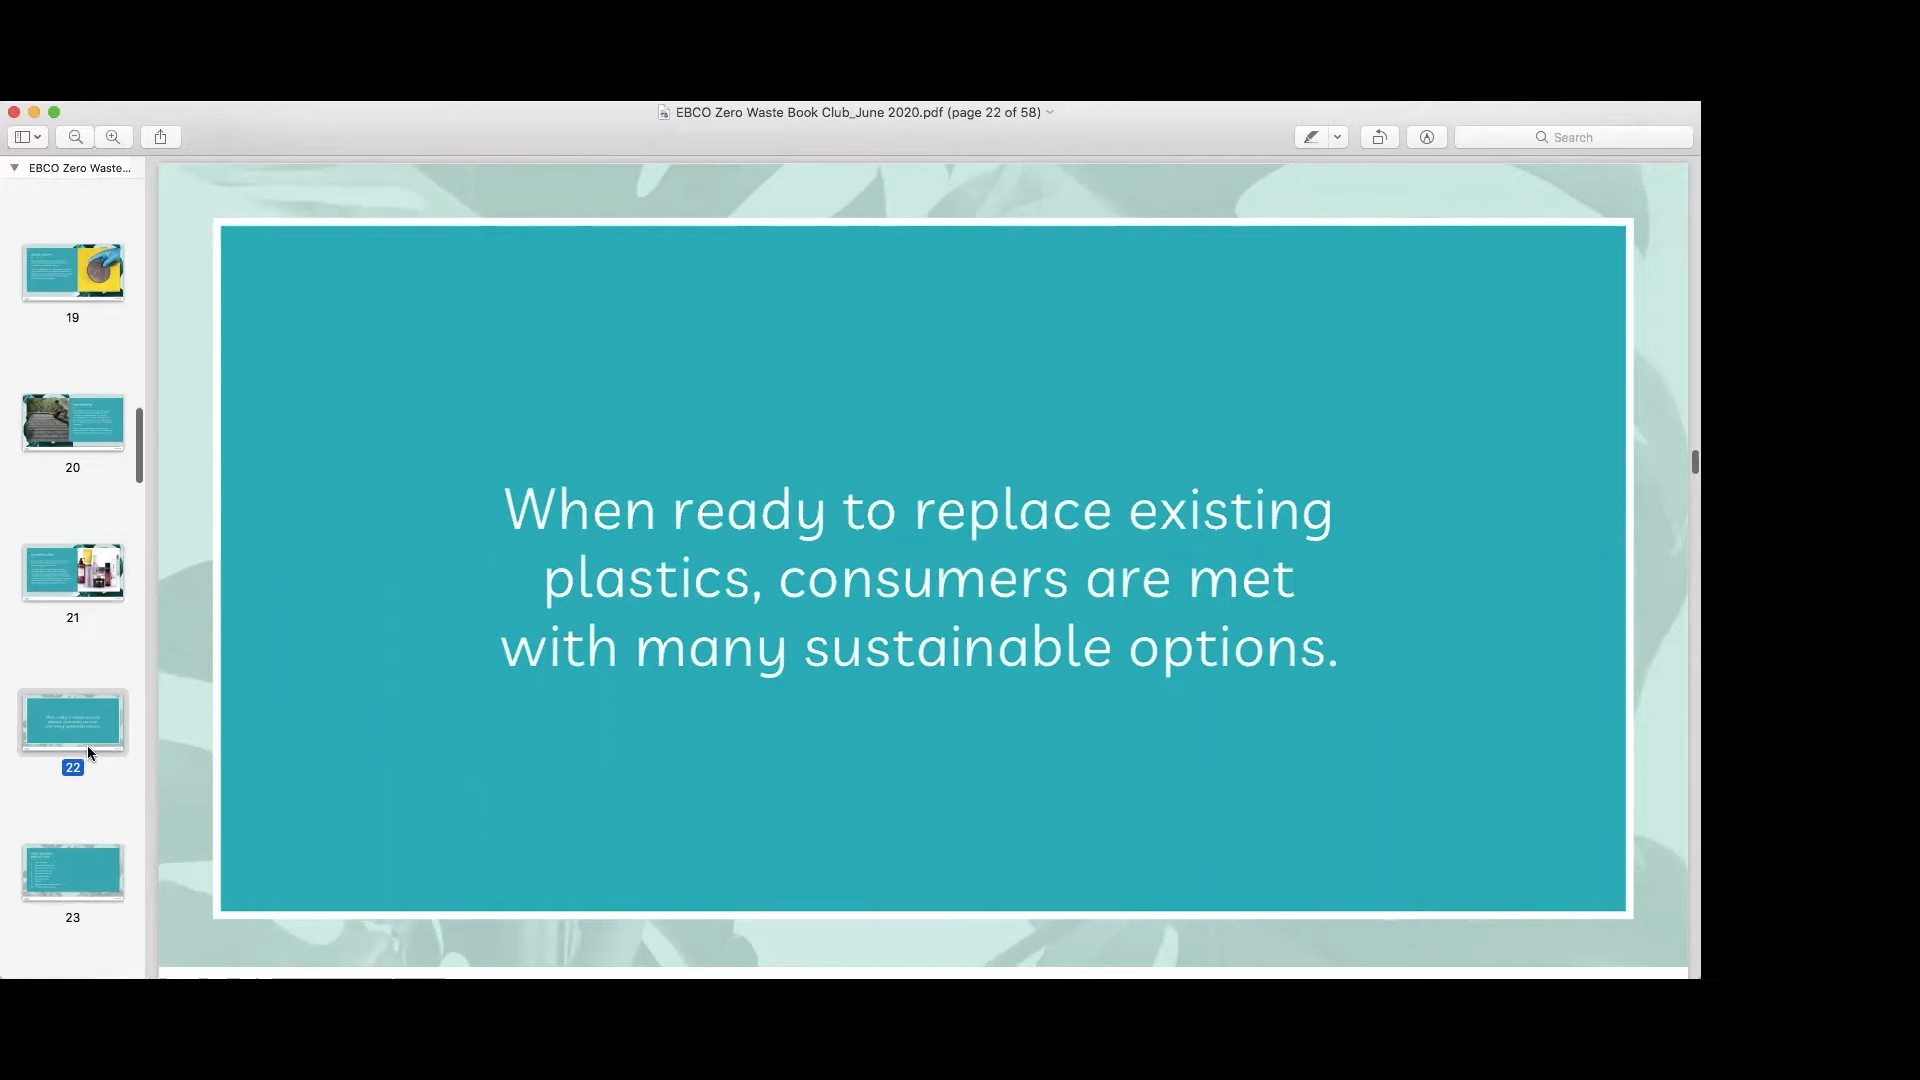 EBCO Zero Waste Book Club_June 2020.pdf (page 22 of 58)
Search
EBCO Zero Waste...
19
20
21
22
23
When ready to replace existing
plastics, consumers are met
with many sustainable options.